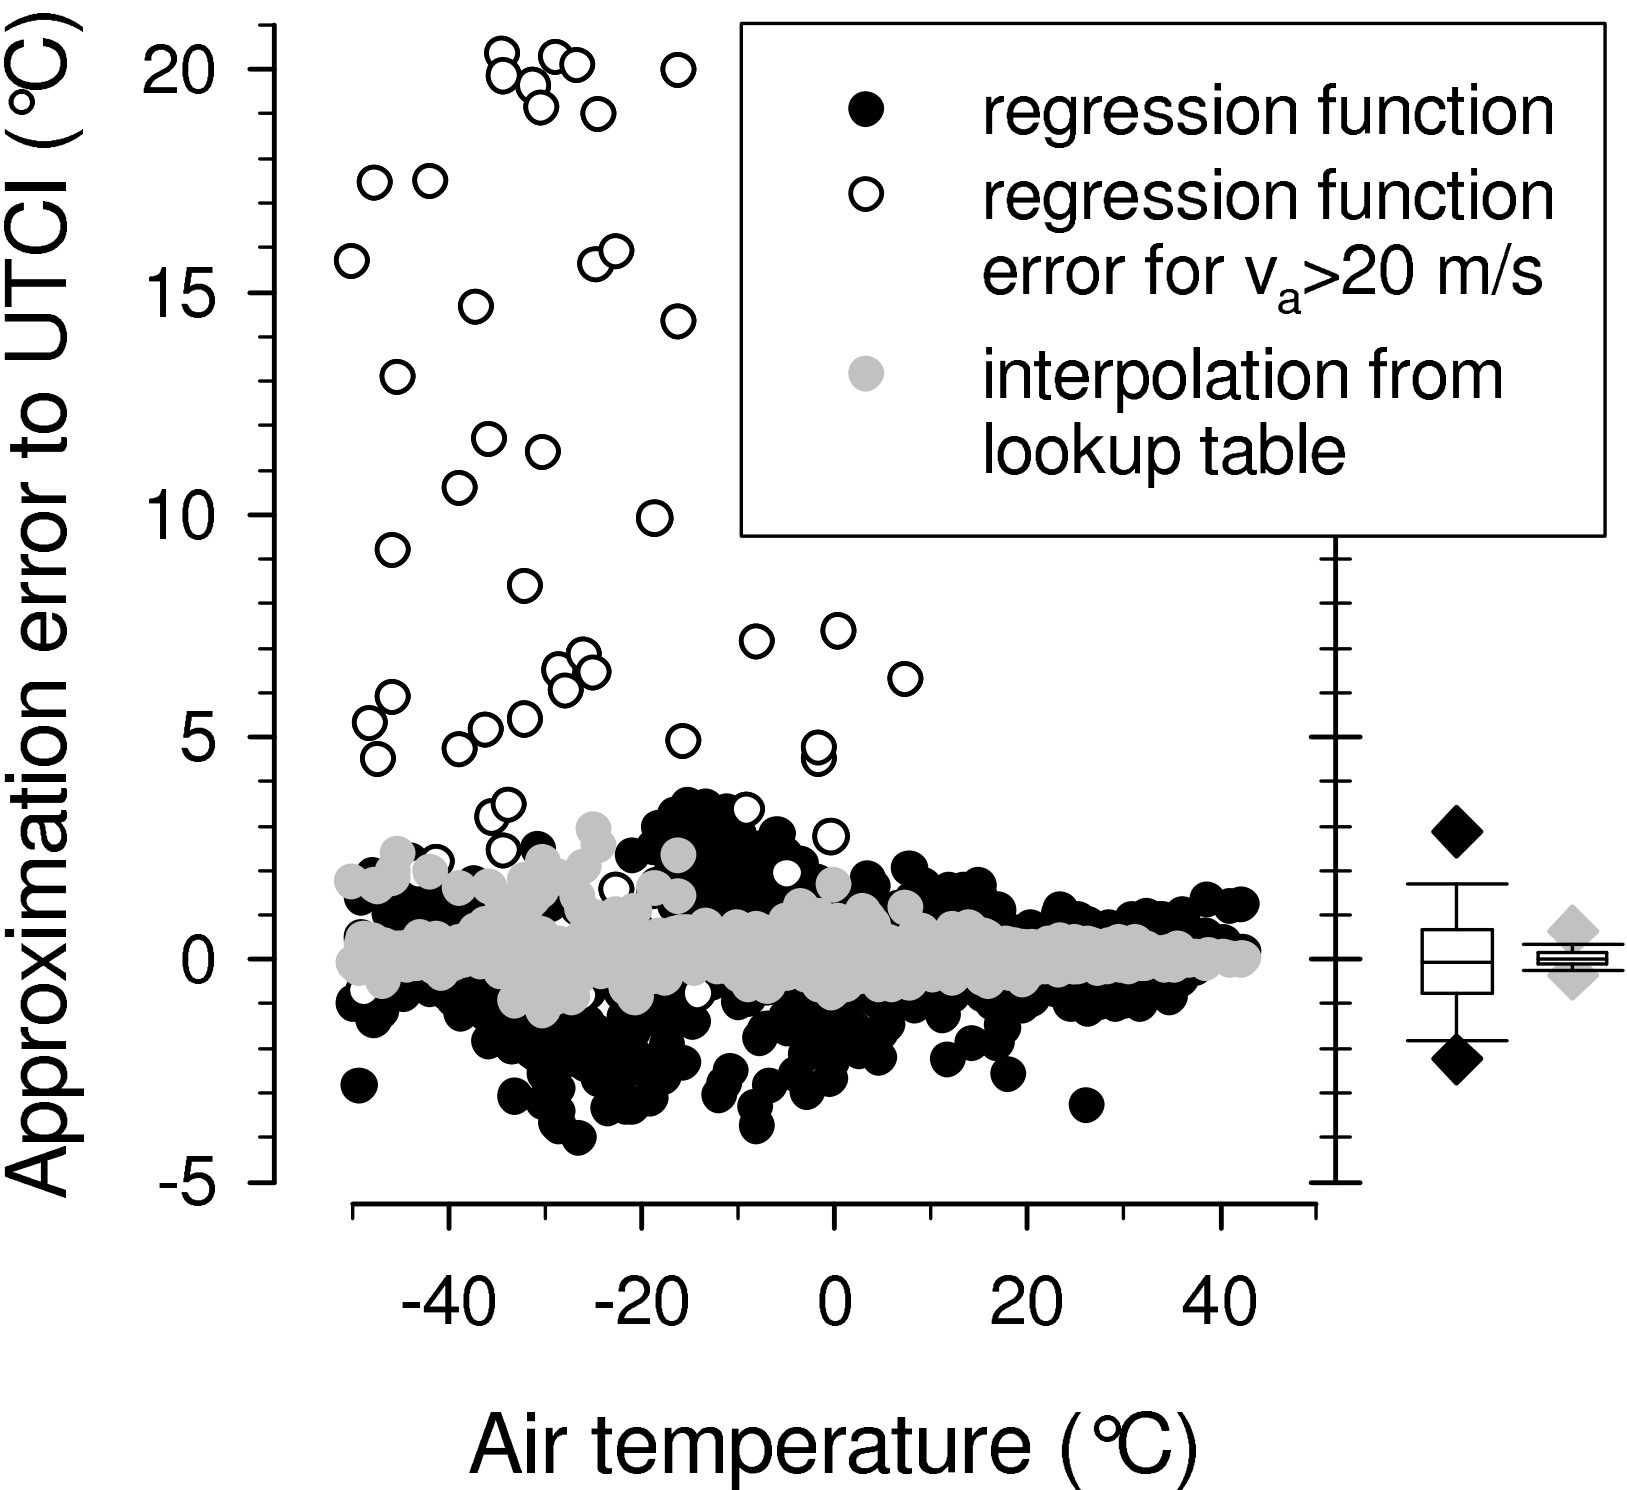 Approximation error to UTCI (°C)
20
15
10
5
0
-5
regression function
regression function
error for va>20 m/s
interpolation from
lookup table
-40 -20 0 20 40
Air temperature (°C)